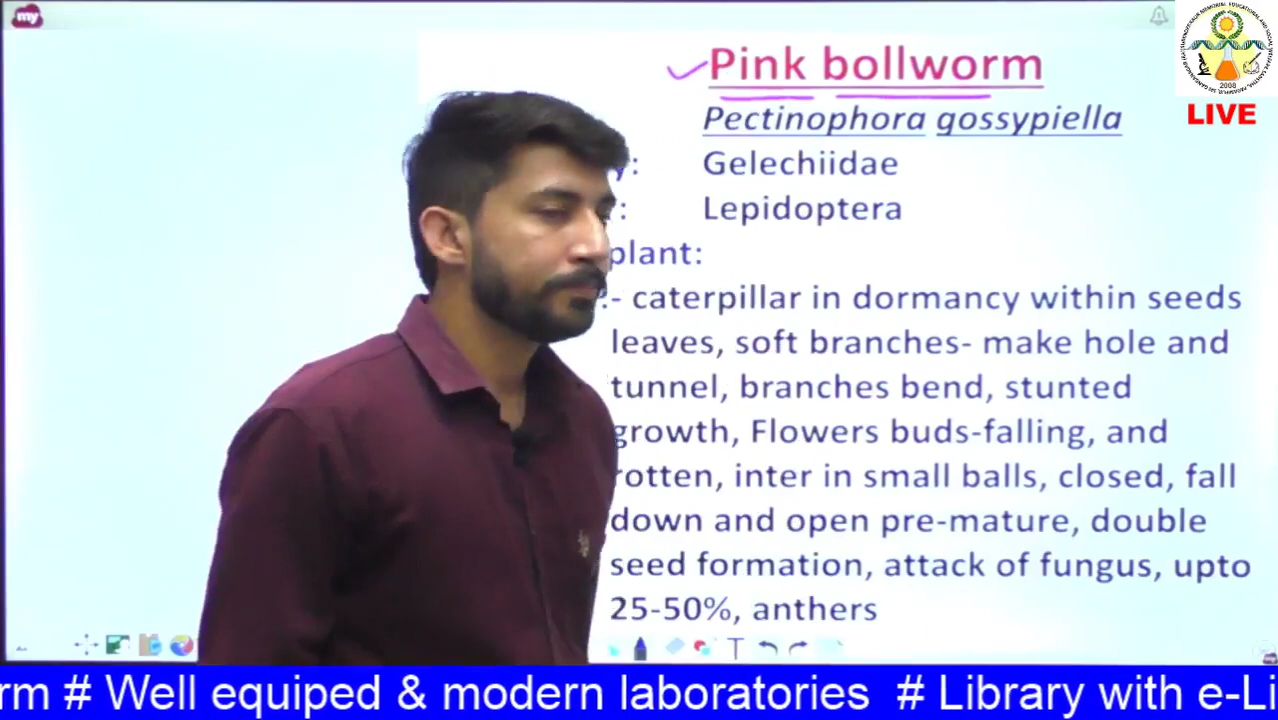 my
Pink bollworm
Pectinophora gossypiella
y: Gelechiidae
r: Lepidoptera
plant:
:- caterpillar in dormancy within seeds
leaves, soft branches- make hole and
tunnel, branches bend, stunted
growth, Flowers buds-falling, and
rotten, inter in small balls, closed, fall
down and open pre-mature, double
seed formation, attack of fungus, upto
25-50%, anthers
2008
LIVE
rm # Well equiped & modern laboratories # Library with e-Li